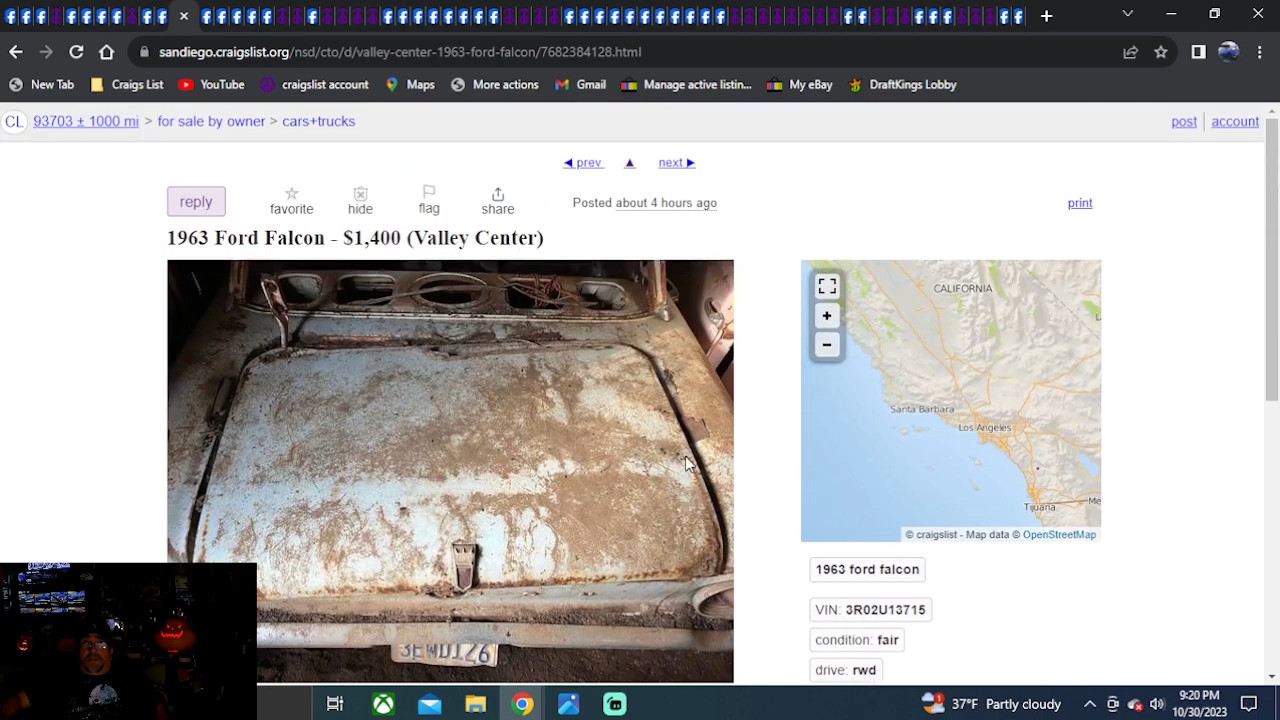 sandiego.craigslist.org/nsd/cto/d/valley-center-1963-ford-falcon/7682384128.html
New Tab
Craigs List
YouTube
craigslist account
Maps
More actions
Gmail
Manage active listin...
My eBay
DraftKings Lobby
CL 93703 ± 1000 mi > for sale by owner > cars+trucks
post account
◀ prev ▲ next ▶
reply
favorite
hide
flag
share
Posted about 4 hours ago
print
1963 Ford Falcon - $1,400 (Valley Center)
CALIFORNIA
Santa Barbara
Los Angeles
Tijuana
Me
© craigslist - Map data © OpenStreetMap
1963 ford falcon
VIN: 3R02U13715
condition: fair
drive: rwd
37°F Partly cloudy
9:20 PM
10/30/2023